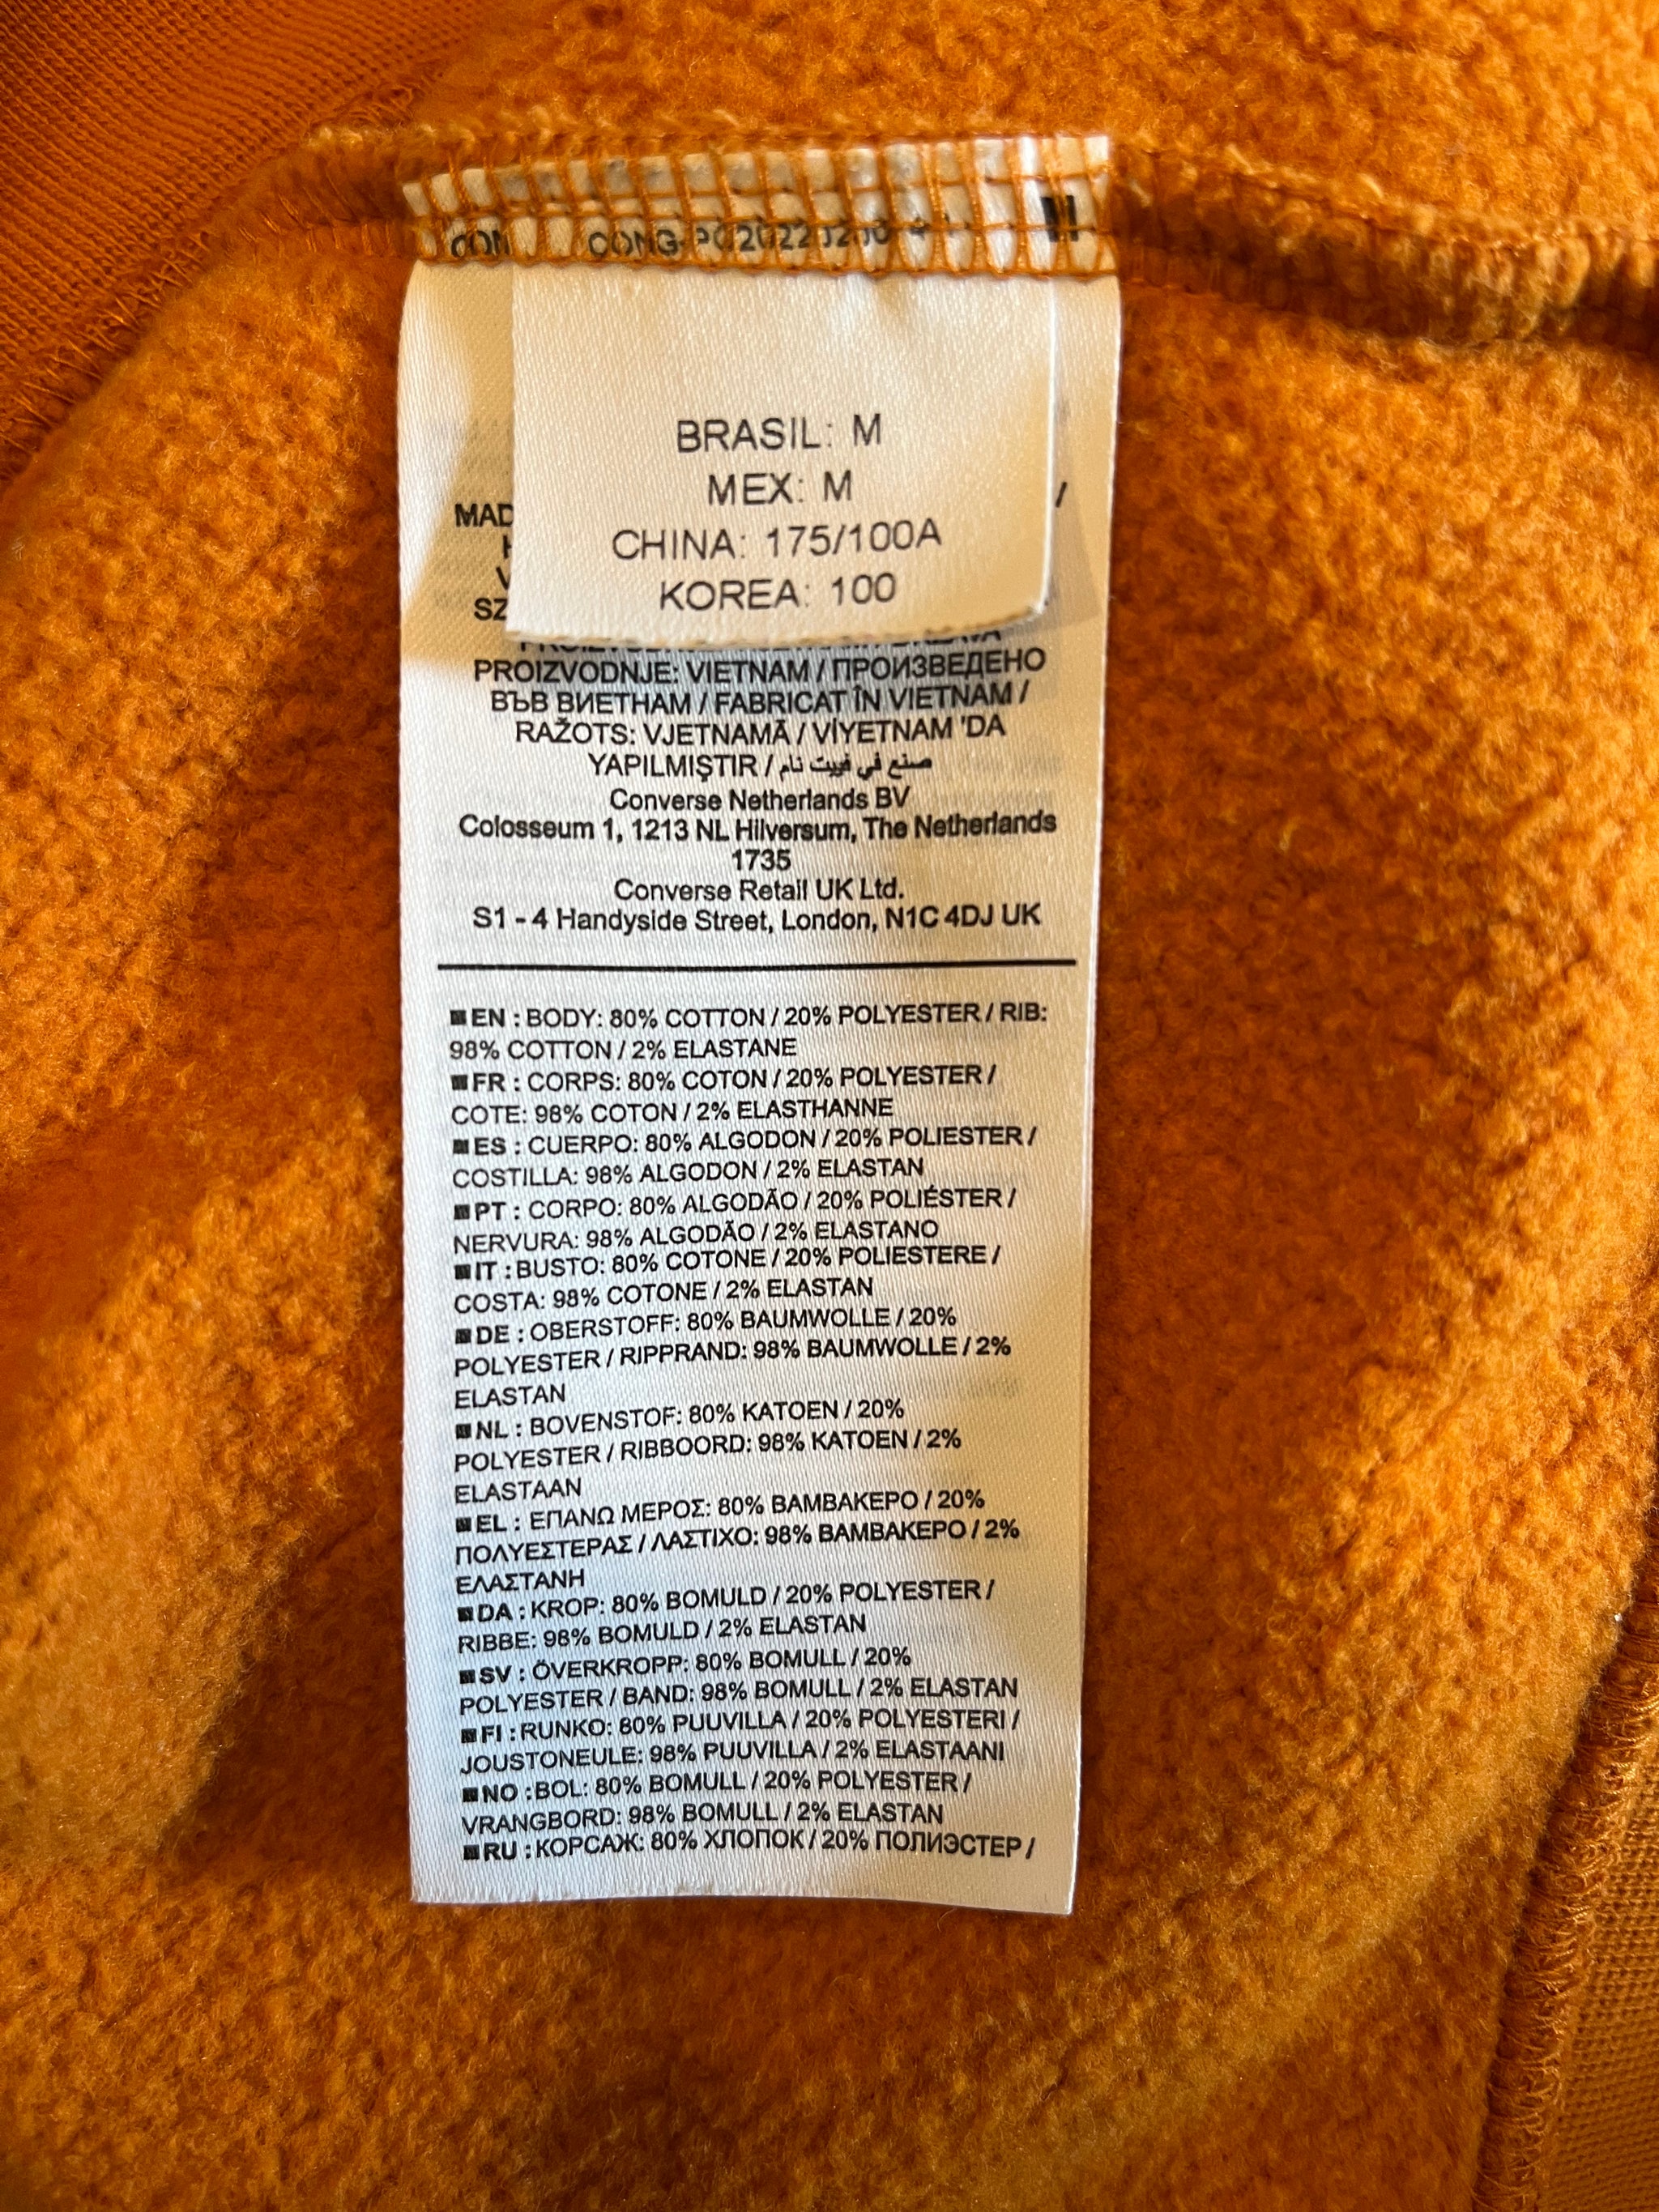 CONG-PO
BRASIL: M
MEX: M
CHINA: 175/100A
KOREA: 100
/
PROIZVODNJE: VIETNAM / ПРОИЗВЕДЕНО
ВЪВ ВИЕТНАМ / FABRICAT ÎN VIETNAM /
RAŽOTS: VJETNAMĀ / VİYETNAM 'DA
YAPILMIŞTIR / صنع في فييت نام
Converse Netherlands BV
Colosseum 1, 1213 NL Hilversum, The Netherlands
1735
Converse Retail UK Ltd.
S1 - 4 Handyside Street, London, N1C 4DJ UK
EN : BODY: 80% COTTON / 20% POLYESTER / RIB:
98% COTTON / 2% ELASTANE
FR : CORPS: 80% COTON / 20% POLYESTER /
COTE: 98% COTON / 2% ELASTHANNE
ES : CUERPO: 80% ALGODON / 20% POLIESTER /
COSTILLA: 98% ALGODON / 2% ELASTAN
PT : CORPO: 80% ALGODÃO / 20% POLIÉSTER /
NERVURA: 98% ALGODÃO / 2% ELASTANO
IT : BUSTO: 80% COTONE / 20% POLIESTERE /
COSTA: 98% COTONE / 2% ELASTAN
DE : OBERSTOFF: 80% BAUMWOLLE / 20%
POLYESTER / RIPPRAND: 98% BAUMWOLLE / 2%
ELASTAN
NL : BOVENSTOF: 80% KATOEN / 20%
POLYESTER / RIBBOORD: 98% KATOEN / 2%
ELASTAAN
EL : ΕΠΑΝΩ ΜΕΡΟΣ: 80% ΒΑΜΒΑΚΕΡΟ / 20%
ΠΟΛΥΕΣΤΕΡΑΣ / ΛΑΣΤΙΧΟ: 98% ΒΑΜΒΑΚΕΡΟ / 2%
ΕΛΑΣΤΑΝΗ
DA : KROP: 80% BOMULD / 20% POLYESTER /
RIBBE: 98% BOMULD / 2% ELASTAN
SV : ÖVERKROPP: 80% BOMULL / 20%
POLYESTER / BAND: 98% BOMULL / 2% ELASTAN
FI : RUNKO: 80% PUUVILLA / 20% POLYESTERI /
JOUSTONEULE: 98% PUUVILLA / 2% ELASTAANI
NO : BOL: 80% BOMULL / 20% POLYESTER /
VRANGBORD: 98% BOMULL / 2% ELASTAN
RU : КОРСАЖ: 80% ХЛОПОК / 20% ПОЛИЭСТЕР /